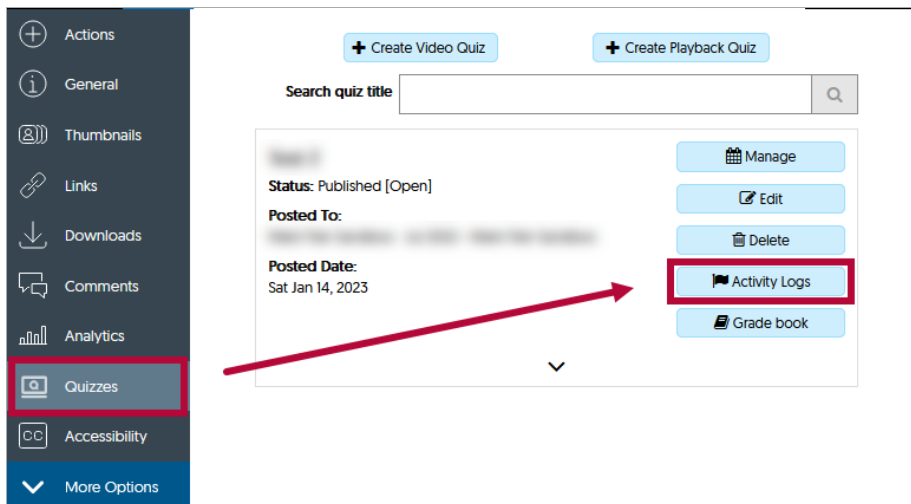 Actions
General
Thumbnails
Links
Downloads
Comments
Analytics
Quizzes
CC Accessibility
More Options
Create Video Quiz
Create Playback Quiz
Search quiz title
Status: Published [Open]
Posted To:
Posted Date:
Sat Jan 14, 2023
Manage
Edit
Delete
Activity Logs
Grade book